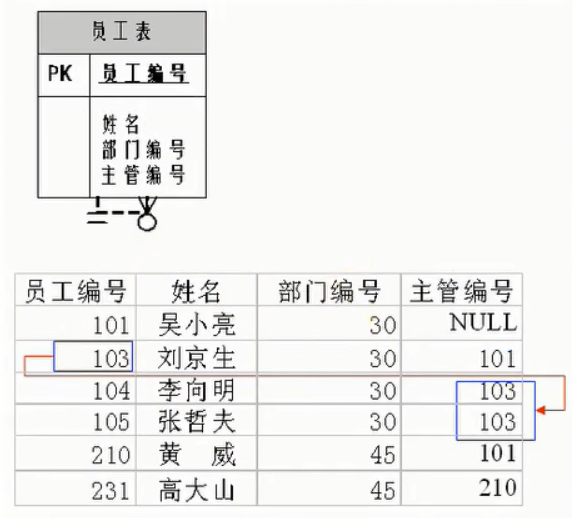 员工表
PK 员工编号
姓名
部门编号
主管编号
员工编号 姓名 部门编号 主管编号
101 吴小亮 30 NULL
103 刘京生 30 101
104 李向明 30 103
105 张哲夫 30 103
210 黄 威 45 101
231 高大山 45 210